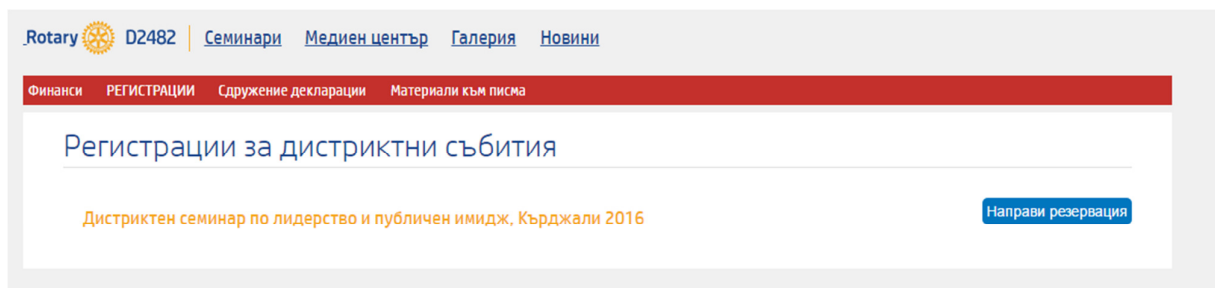 Rotary D2482 Семинари Медиен център Галерия Новини
Финанси РЕГИСТРАЦИИ Сдружение декларации Материали към писма
Регистрации за дистриктни събития
Дистриктен семинар по лидерство и публичен имидж, Кърджали 2016 Направи резервация